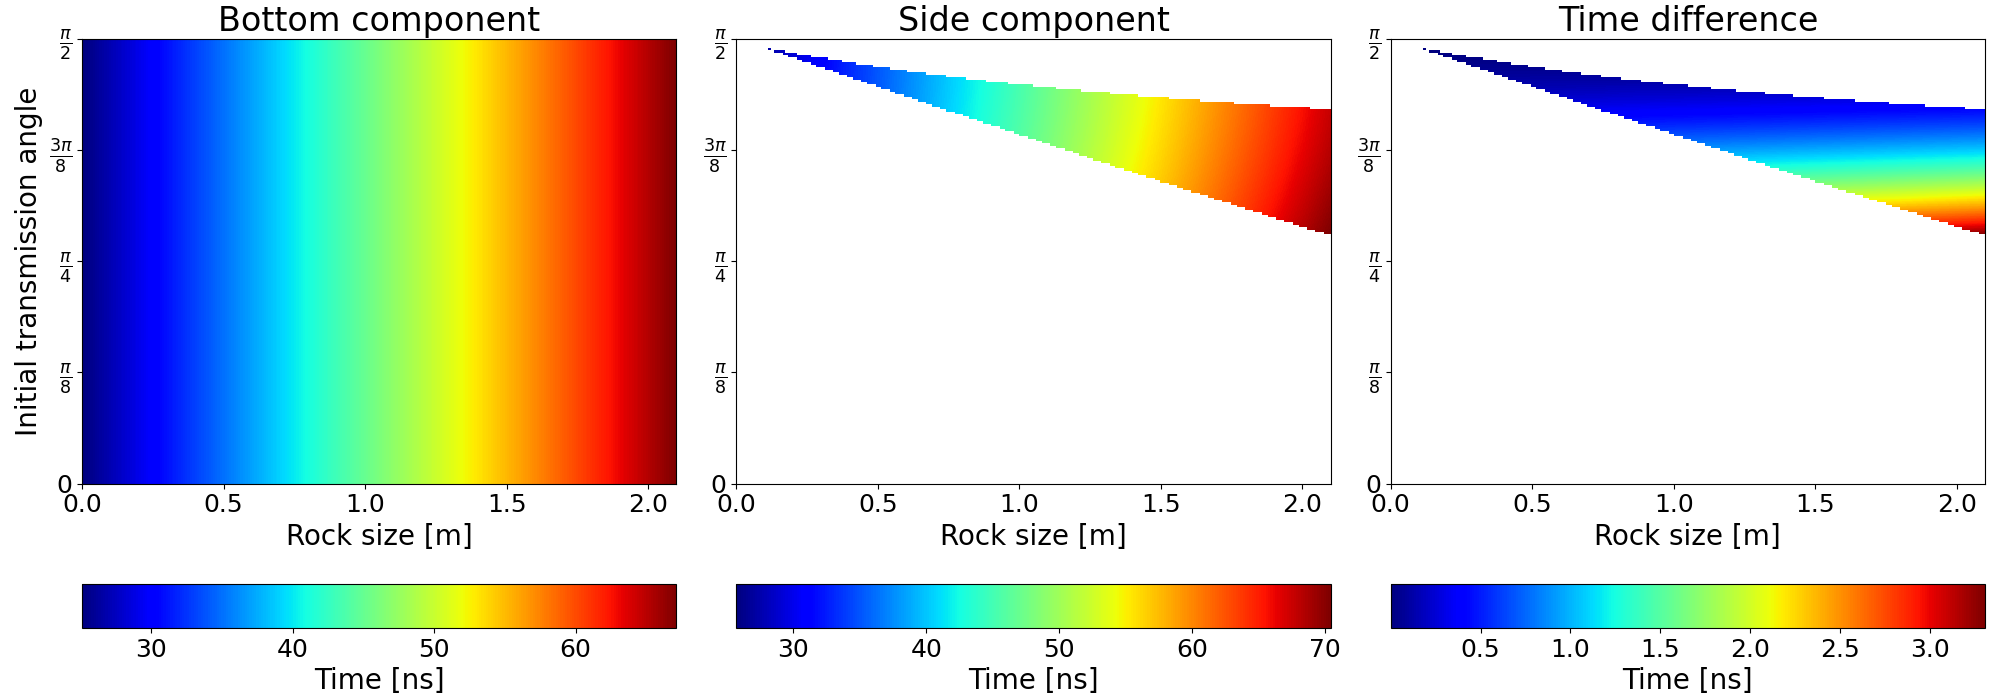 Bottom component
Side component
Time difference
Initial transmission angle
π/2
3π/8
π/4
π/8
0
0.0 0.5 1.0 1.5 2.0
Rock size [m]
π/2
3π/8
π/4
π/8
0
0.0 0.5 1.0 1.5 2.0
Rock size [m]
π/2
3π/8
π/4
π/8
0
0.0 0.5 1.0 1.5 2.0
Rock size [m]
30 40 50 60
Time [ns]
30 40 50 60 70
Time [ns]
0.5 1.0 1.5 2.0 2.5 3.0
Time [ns]